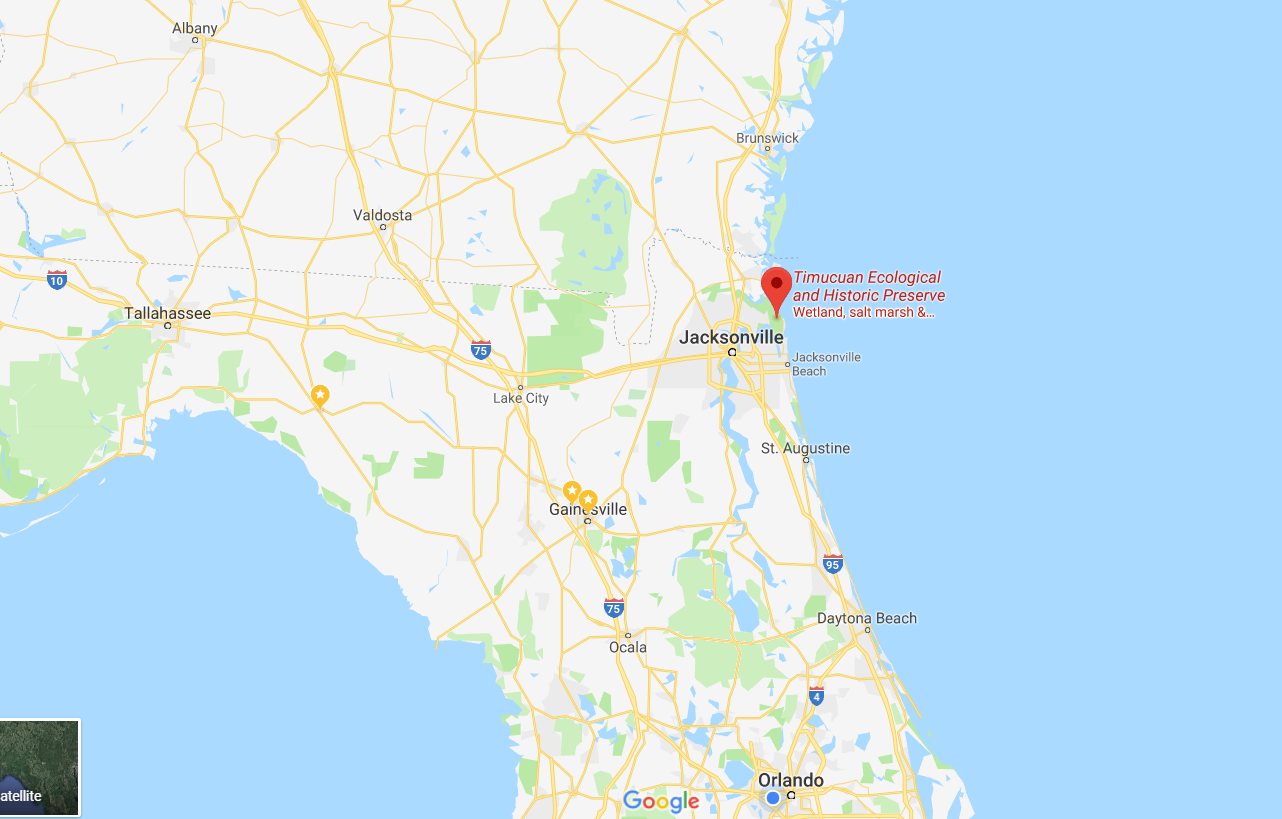 Albany
Brunswick
Valdosta
10
Timucuan Ecological
and Historic Preserve
Wetland, salt marsh &...
Tallahassee
Jacksonville
75
Jacksonville
Beach
Lake City
St. Augustine
Gainesville
95
75
Daytona Beach
Ocala
4
Orlando
atellite
Google